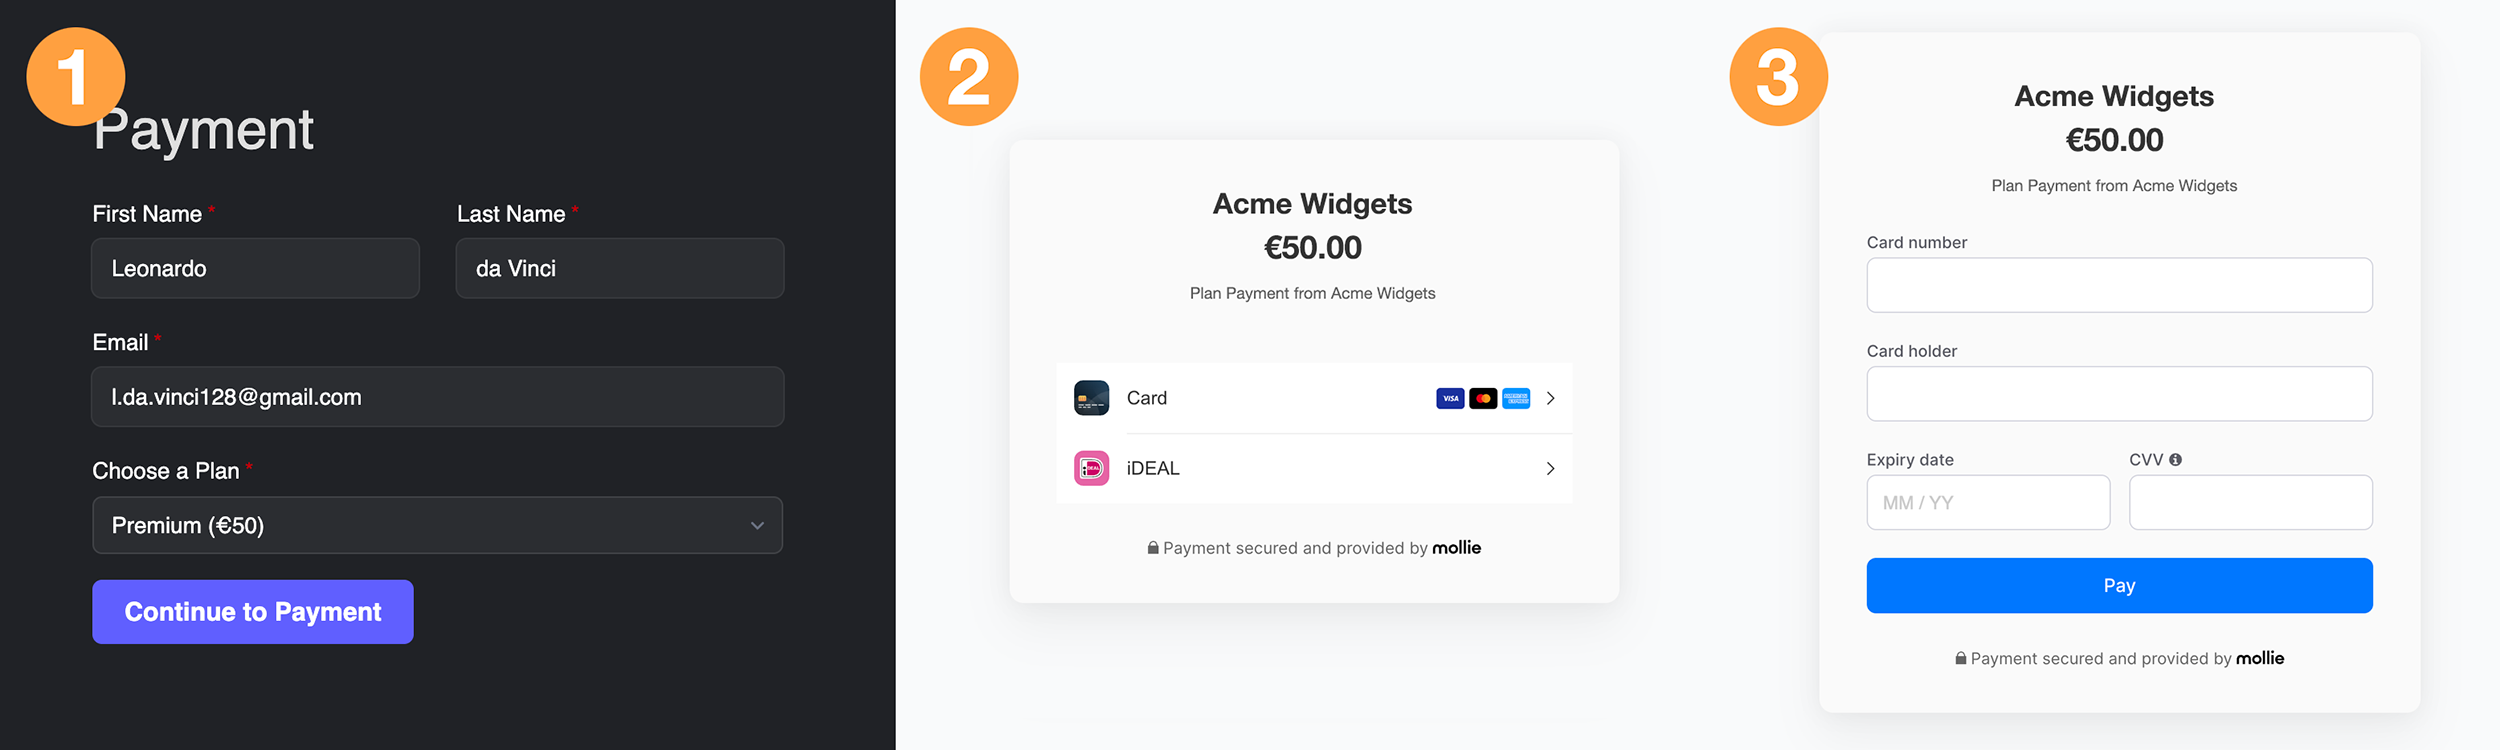 1
Payment
First Name *
Last Name *
Leonardo
da Vinci
Email *
l.da.vinci128@gmail.com
Choose a Plan *
Premium (€50)
Continue to Payment
2
Acme Widgets
€50.00
Plan Payment from Acme Widgets
Card
VISA
AMERICAN EXPRESS
iDEAL
iDEAL
Payment secured and provided by mollie
3
Acme Widgets
€50.00
Plan Payment from Acme Widgets
Card number
Card holder
Expiry date
CVV
MM / YY
Pay
Payment secured and provided by mollie